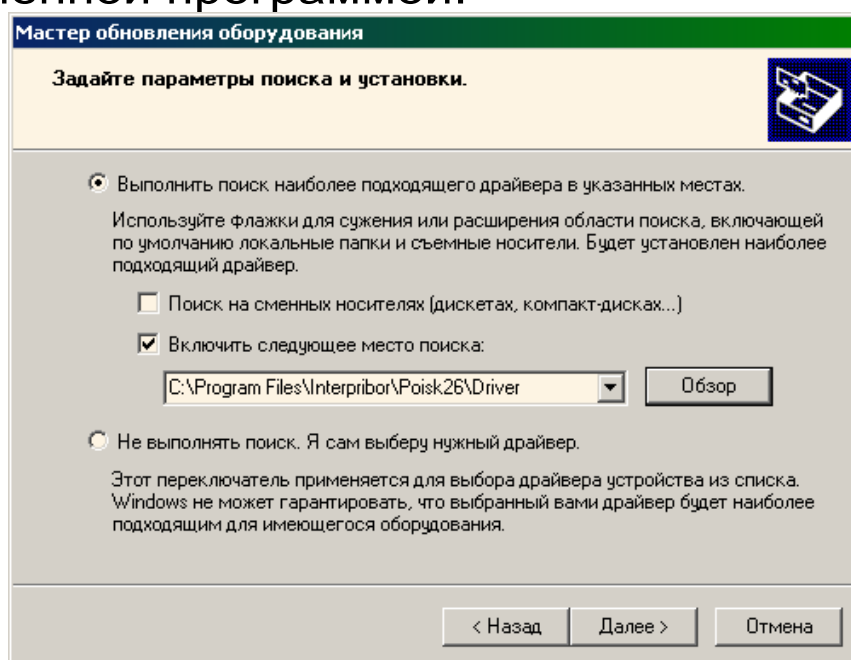 енной программой.
Мастер обновления оборудования
Задайте параметры поиска и установки.
Выполнить поиск наиболее подходящего драйвера в указанных местах.
Используйте флажки для сужения или расширения области поиска, включающей
по умолчанию локальные папки и съемные носители. Будет установлен наиболее
подходящий драйвер.
Поиск на сменных носителях (дискетах, компакт-дисках...)
Включить следующее место поиска:
C:\Program Files\Interpribor\Poisk26\Driver
Обзор
Не выполнять поиск. Я сам выберу нужный драйвер.
Этот переключатель применяется для выбора драйвера устройства из списка.
Windows не может гарантировать, что выбранный вами драйвер будет наиболее
подходящим для имеющегося оборудования.
< Назад Далее > Отмена